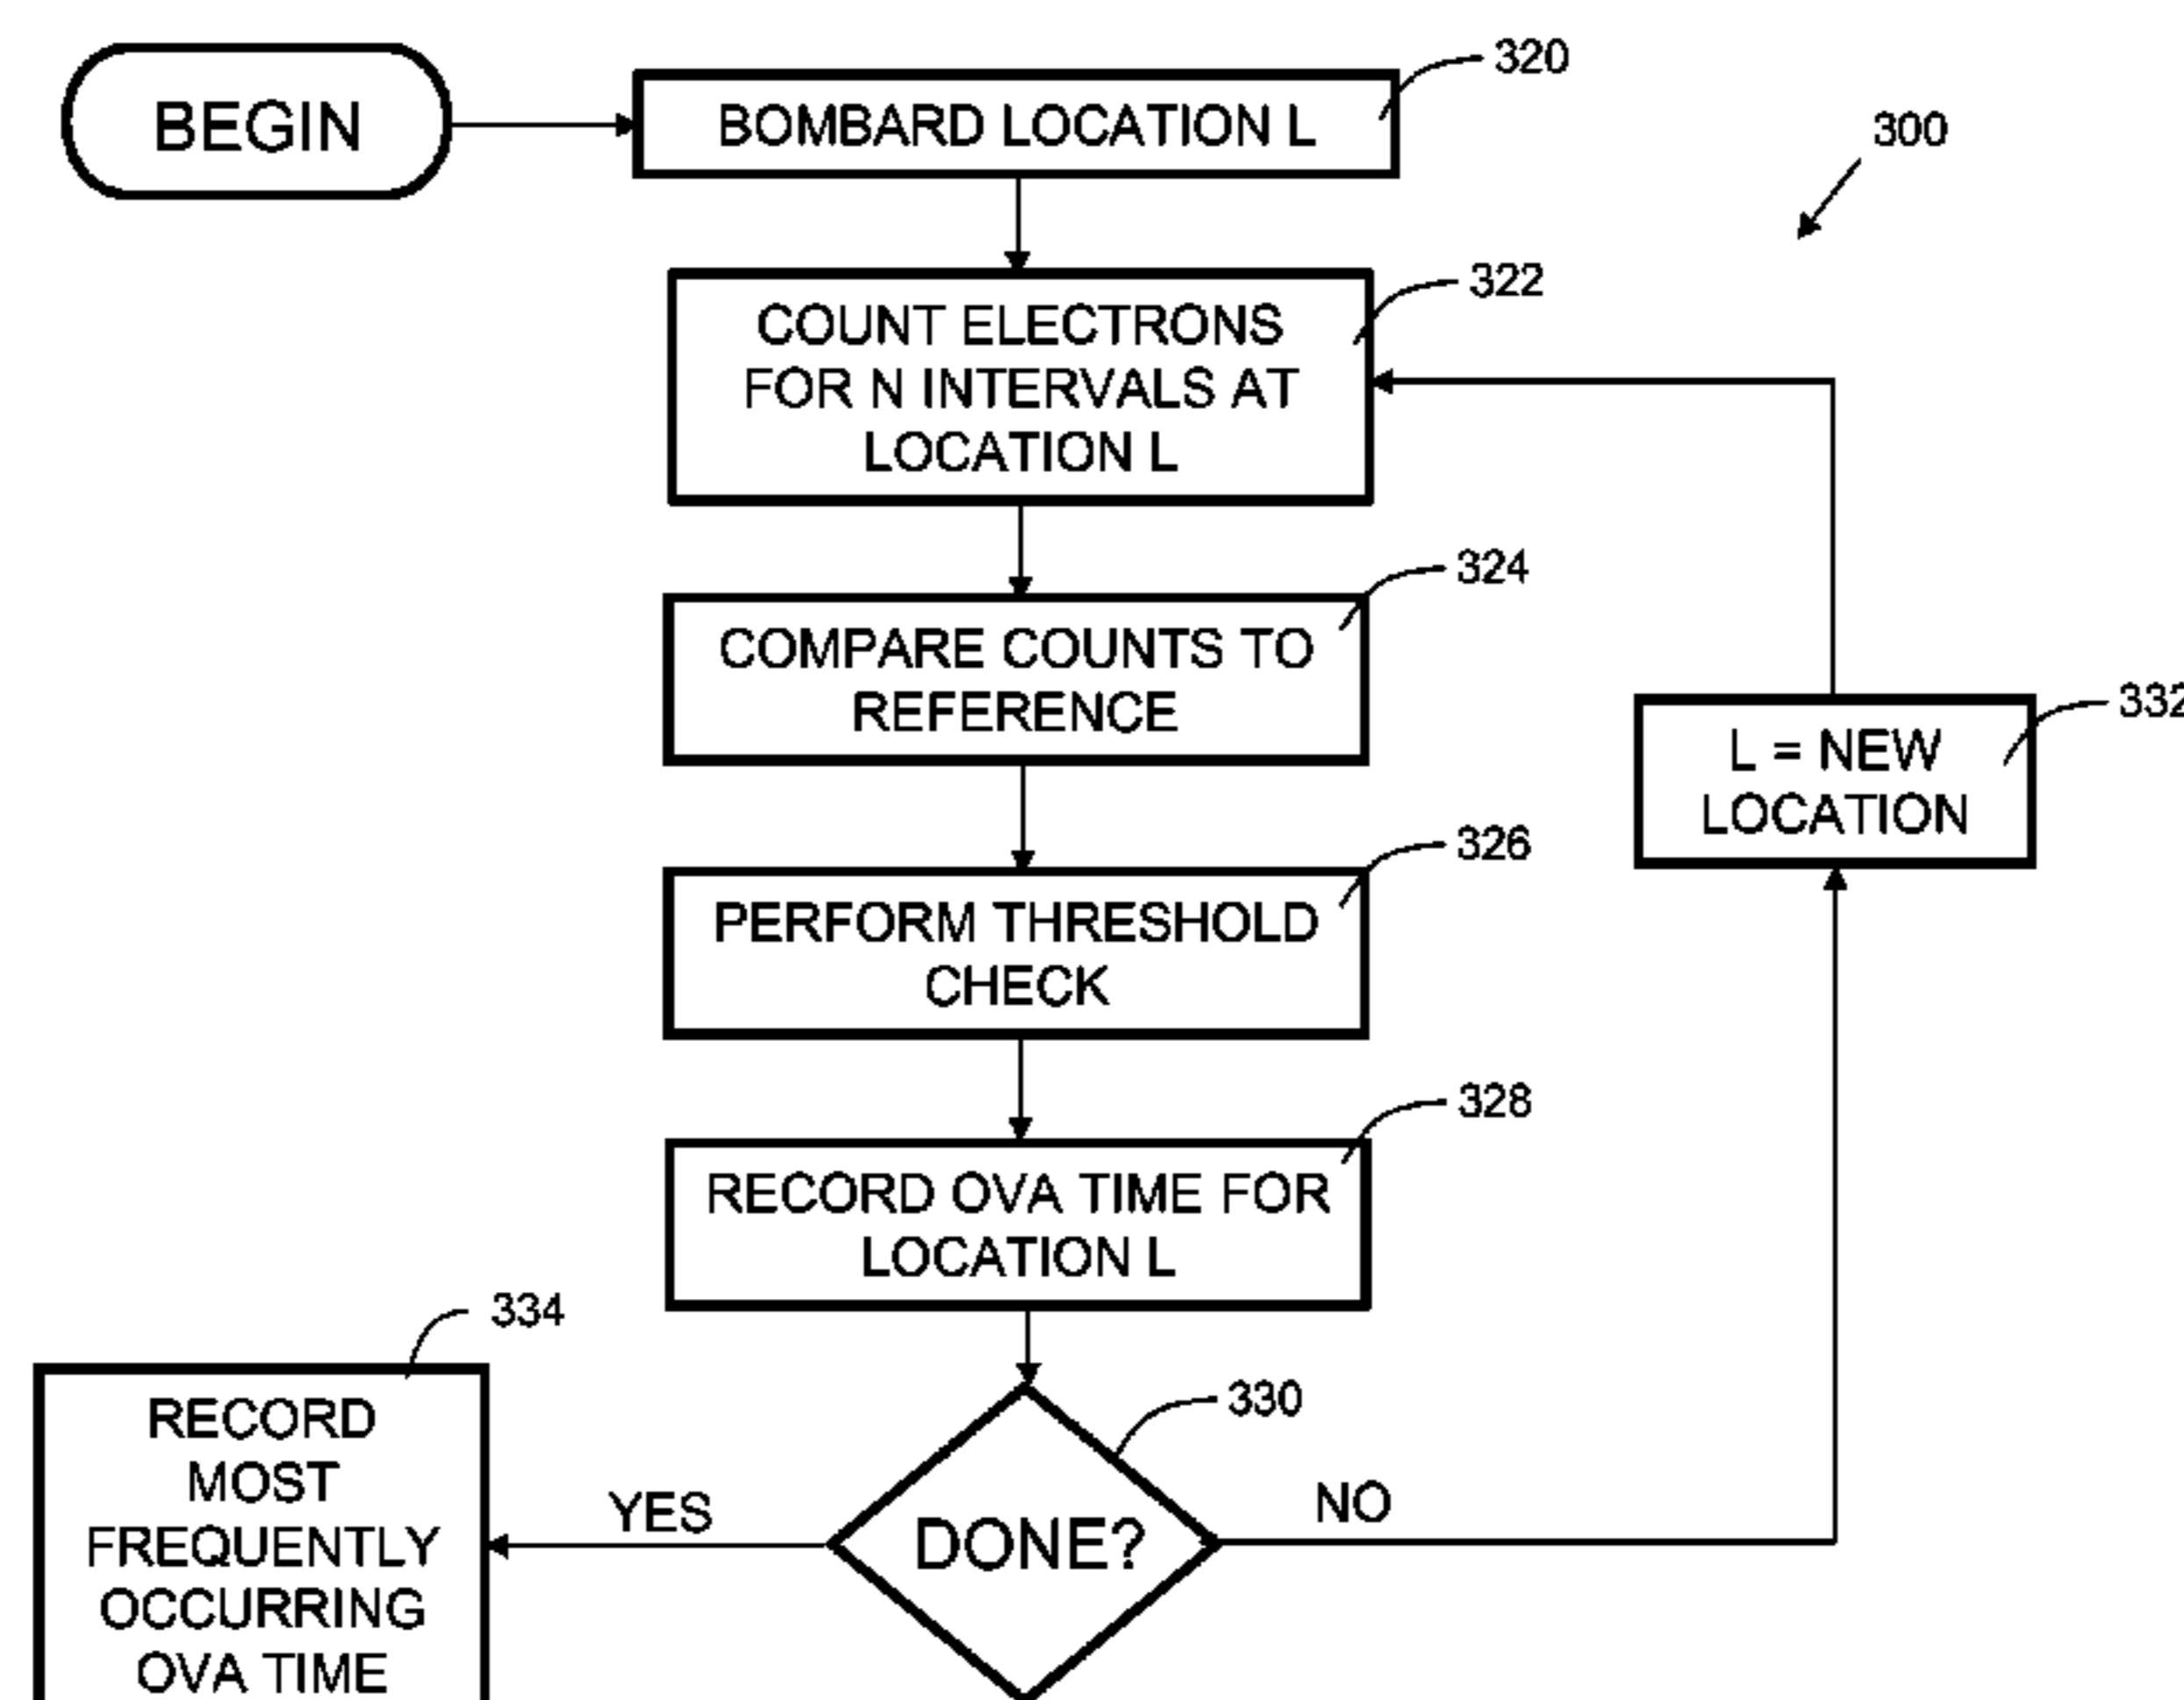 BEGIN
BOMBARD LOCATION L
320
300
COUNT ELECTRONS
FOR N INTERVALS AT
LOCATION L
322
COMPARE COUNTS TO
REFERENCE
324
L = NEW
LOCATION
332
PERFORM THRESHOLD
CHECK
326
RECORD OVA TIME FOR
LOCATION L
328
334
RECORD
MOST
FREQUENTLY
OCCURRING
OVA TIME
YES
DONE?
330
NO